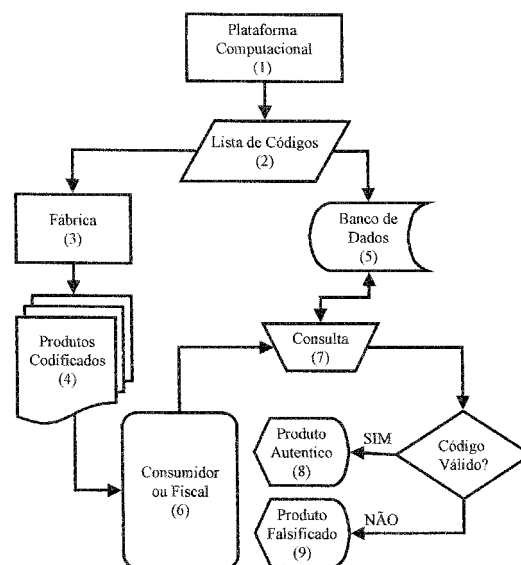 Plataforma
Computacional
(1)
Lista de Códigos
(2)
Fábrica
(3)
Banco de
Dados
(5)
Produtos
Codificados
(4)
Consulta
(7)
Consumidor
ou Fiscal
(6)
Produto
Autentico
(8)
SIM
Código
Válido?
Produto
Falsificado
(9)
NÃO